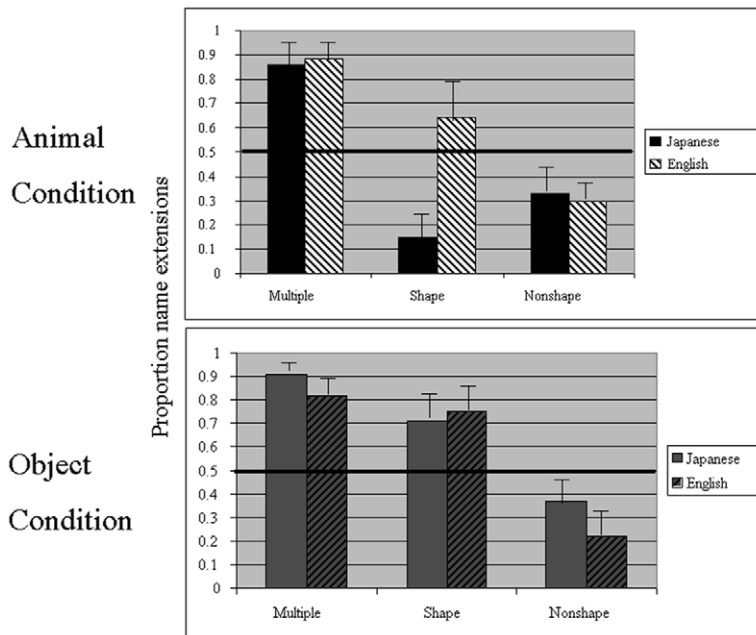 Animal
Condition
Proportion name extensions
1
0.9
0.8
0.7
0.6
0.5
0.4
0.3
0.2
0.1
0
Multiple
Shape
Nonshape
Japanese
English
Object
Condition
1
0.9
0.8
0.7
0.6
0.5
0.4
0.3
0.2
0.1
0
Multiple
Shape
Nonshape
Japanese
English